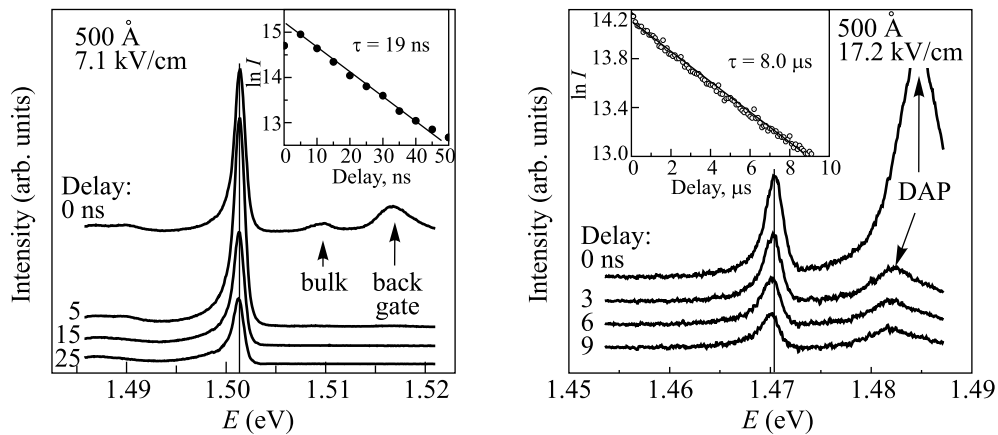 500 Å
7.1 kV/cm
15
14
13
ln I
τ = 19 ns
0 10 20 30 40 50
Delay, ns
Delay:
0 ns
5
15
25
bulk
back
gate
Intensity (arb. units)
1.49 1.50 1.51 1.52
E (eV)
14.2
13.8
13.4
13.0
ln I
τ = 8.0 μs
0 2 4 6 8 10
Delay, μs
500 Å
17.2 kV/cm
DAP
Delay:
0 ns
3
6
9
Intensity (arb. units)
1.45 1.46 1.47 1.48 1.49
E (eV)